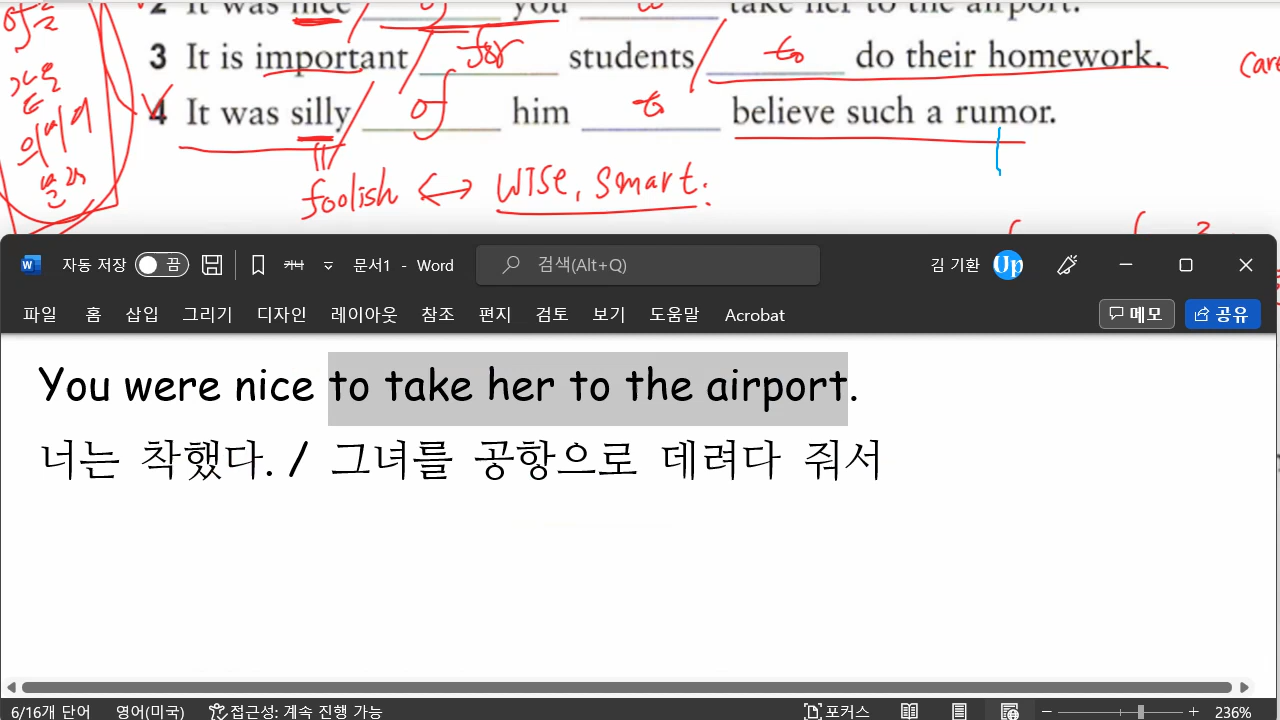 2 It was nice of you to take her to the airport.
3 It is important for students to do their homework.
4 It was silly of him to believe such a rumor.
foolish ↔ wise, smart.
자동 저장 끔 문서1 - Word 검색(Alt+Q) 김 기환 Up
파일 홈 삽입 그리기 디자인 레이아웃 참조 편지 검토 보기 도움말 Acrobat 메모 공유
You were nice to take her to the airport.
너는 착했다. / 그녀를 공항으로 데려다 줘서
6/16개 단어 영어(미국) 접근성: 계속 진행 가능 포커스 236%